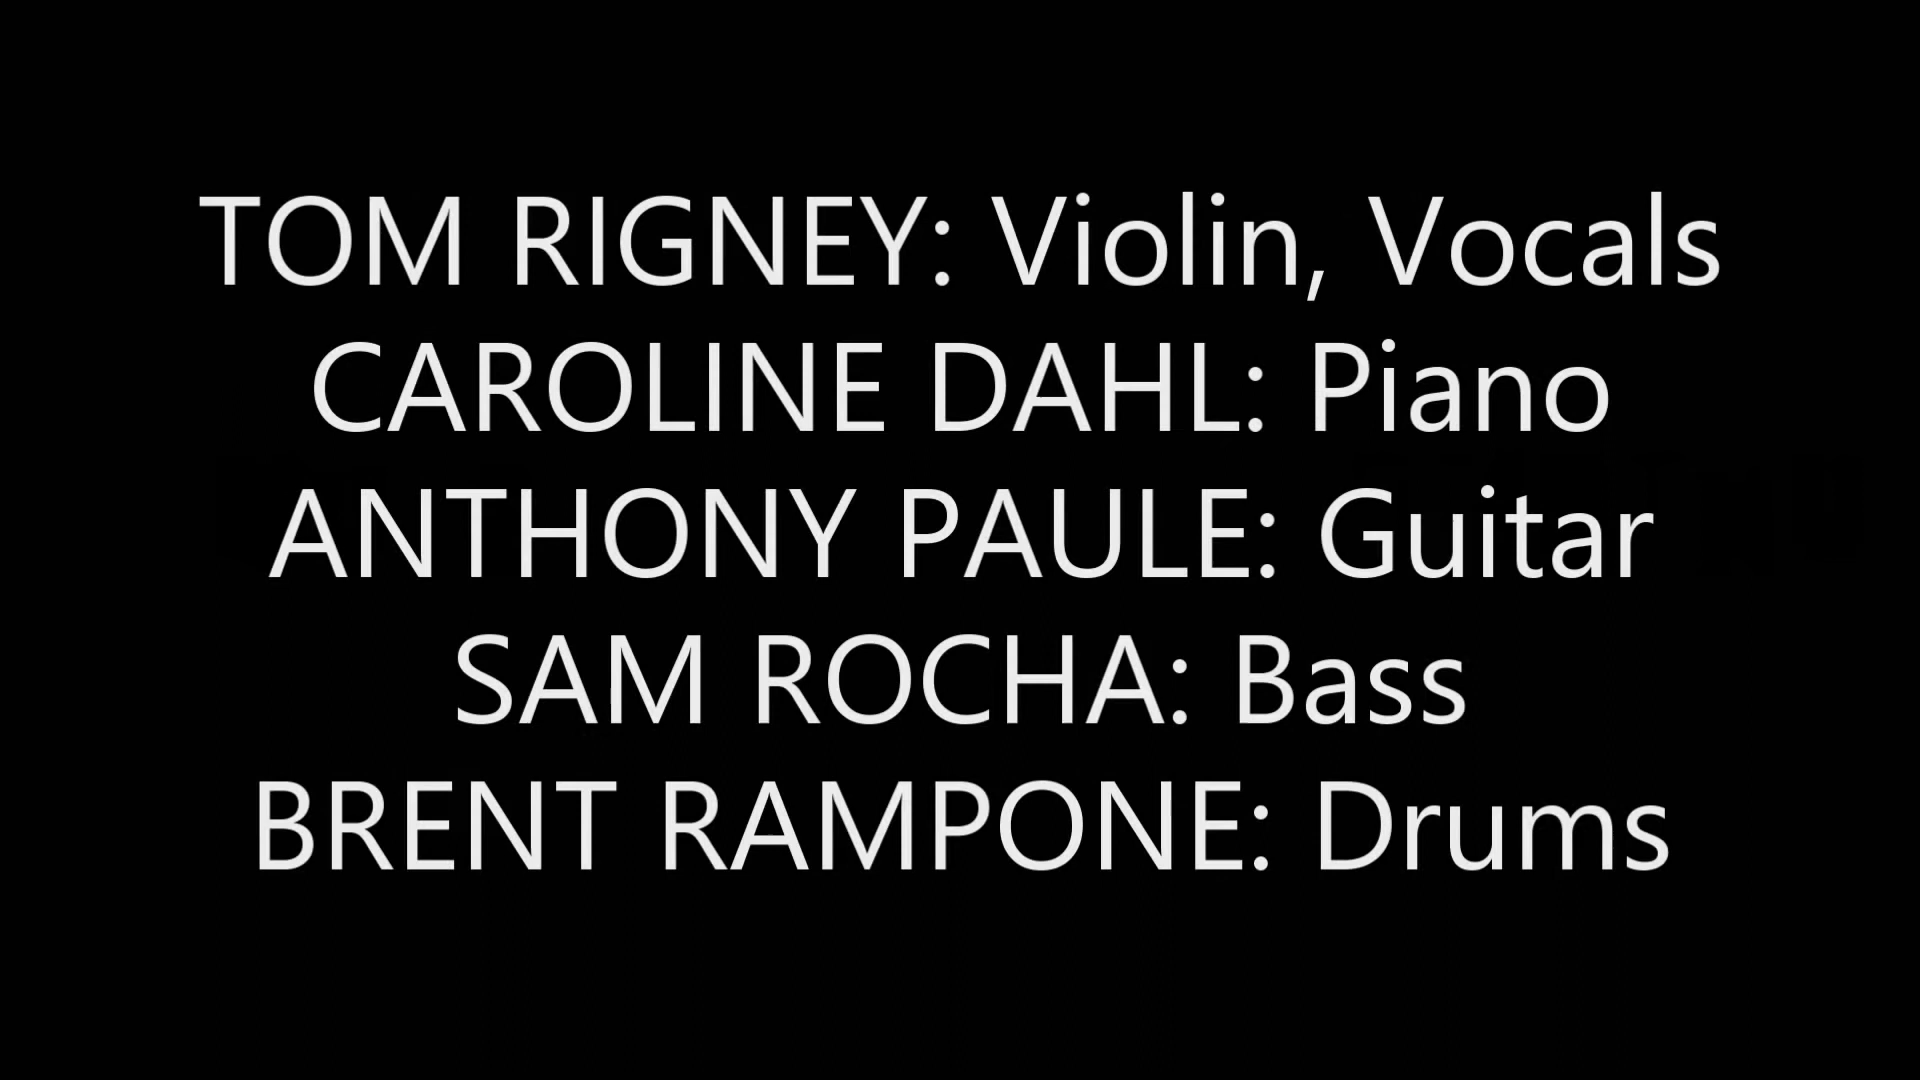 TOM RIGNEY: Violin, Vocals
CAROLINE DAHL: Piano
ANTHONY PAULE: Guitar
SAM ROCHA: Bass
BRENT RAMPONE: Drums